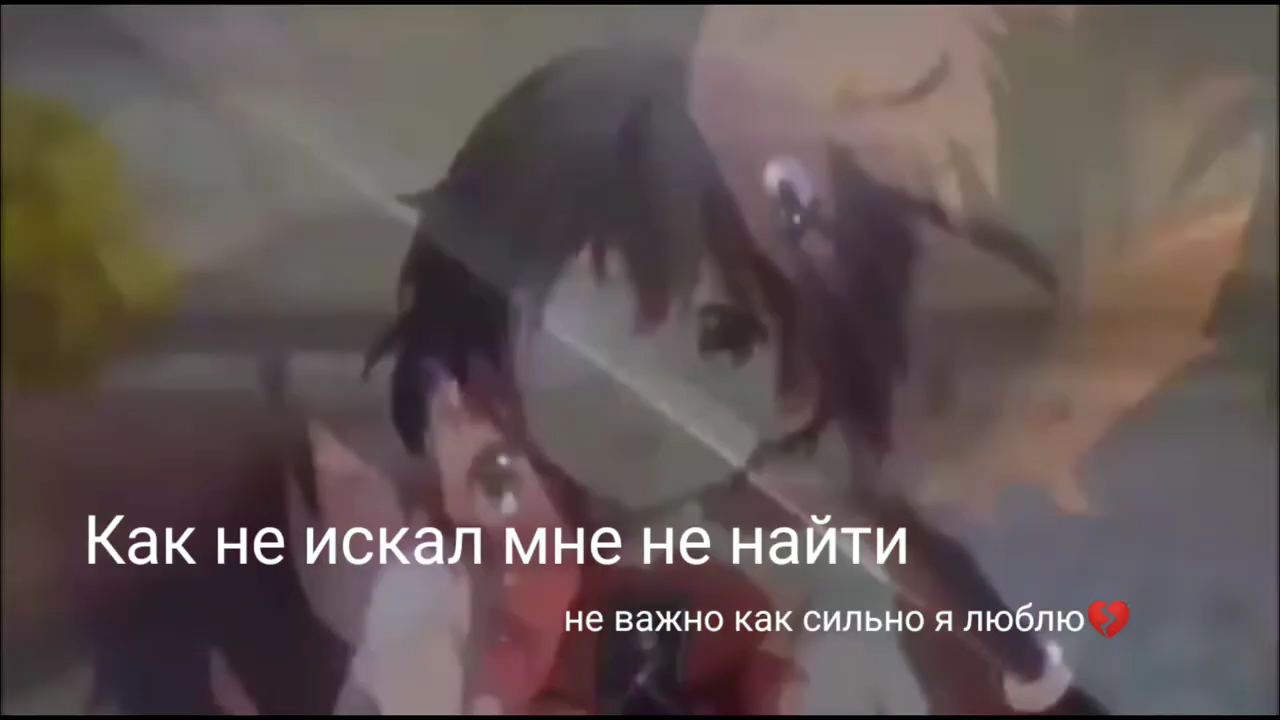 Как не искал мне не найти
не важно как сильно я люблю💔